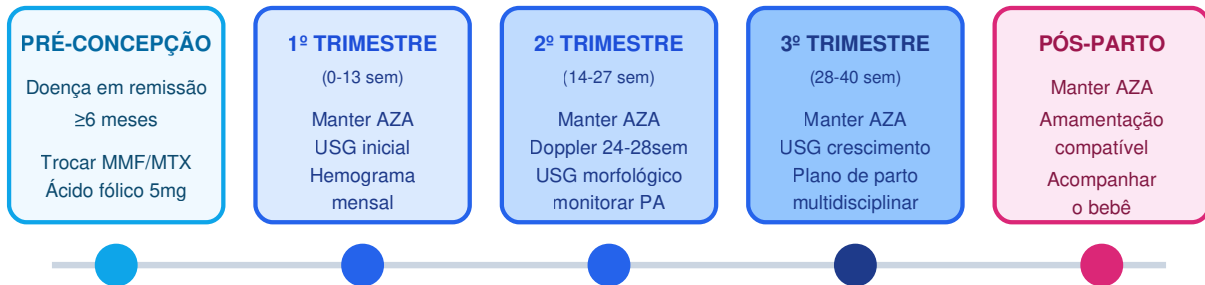 PRÉ-CONCEPÇÃO
Doença em remissão
≥6 meses
Trocar MMF/MTX
Ácido fólico 5mg
1º TRIMESTRE
(0-13 sem)
Manter AZA
USG inicial
Hemograma
mensal
2º TRIMESTRE
(14-27 sem)
Manter AZA
Doppler 24-28sem
USG morfológico
monitorar PA
3º TRIMESTRE
(28-40 sem)
Manter AZA
USG crescimento
Plano de parto
multidisciplinar
PÓS-PARTO
Manter AZA
Amamentação
compatível
Acompanhar
o bebê